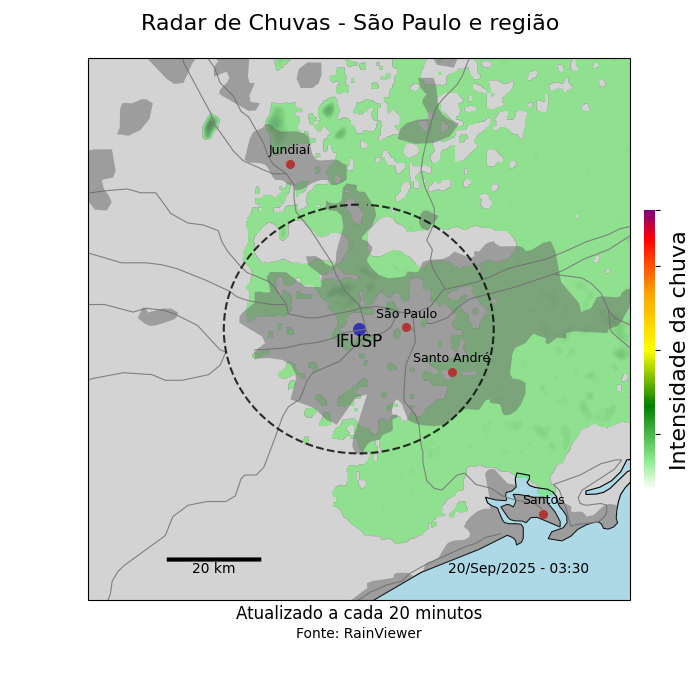 Radar de Chuvas - São Paulo e região
Jundiaí
São Paulo
IFUSP
Santo André
Santos
20 km
20/Sep/2025 - 03:30
Intensidade da chuva
Atualizado a cada 20 minutos
Fonte: RainViewer